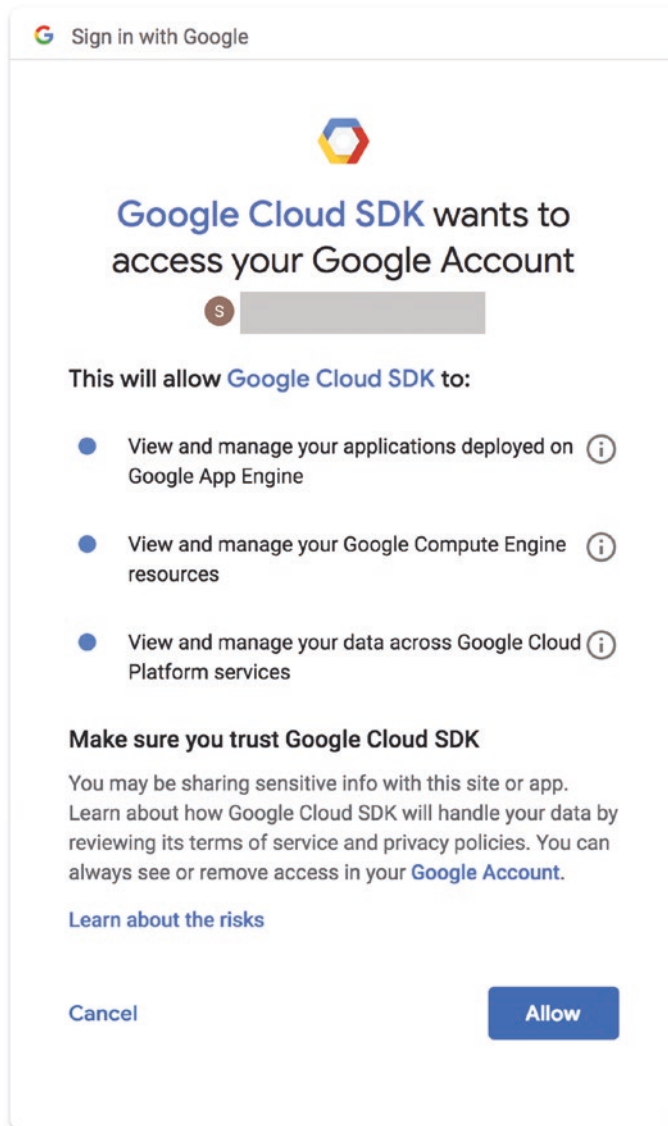 Sign in with Google
Google Cloud SDK wants to
access your Google Account
S
This will allow Google Cloud SDK to:
View and manage your applications deployed on
Google App Engine
View and manage your Google Compute Engine
resources
View and manage your data across Google Cloud
Platform services
Make sure you trust Google Cloud SDK
You may be sharing sensitive info with this site or app.
Learn about how Google Cloud SDK will handle your data by
reviewing its terms of service and privacy policies. You can
always see or remove access in your Google Account.
Learn about the risks
Cancel
Allow